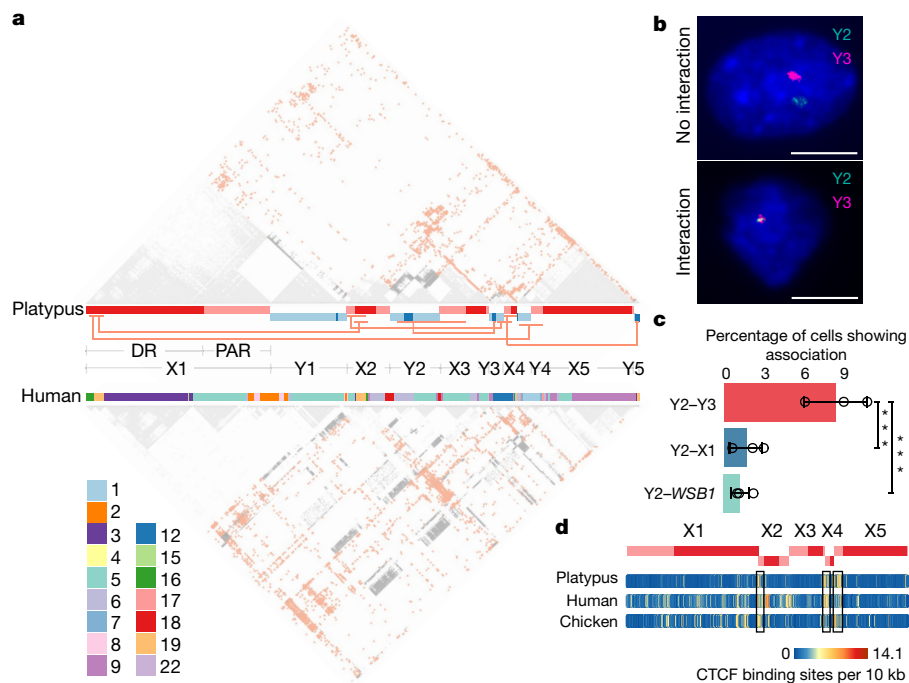 a
Platypus
DR
PAR
X1
Y1
X2
Y2
X3
Y3
X4
Y4
X5
Y5
Human
1
2
3
4
5
6
7
8
9
12
15
16
17
18
19
22
b
No interaction
Y2
Y3
Interaction
Y2
Y3
c
Percentage of cells showing
association
0 3 6 9
Y2–Y3
Y2–X1
Y2–WSB1
* * *
* * *
d
X1 X2 X3 X4 X5
Platypus
Human
Chicken
0 14.1
CTCF binding sites per 10 kb